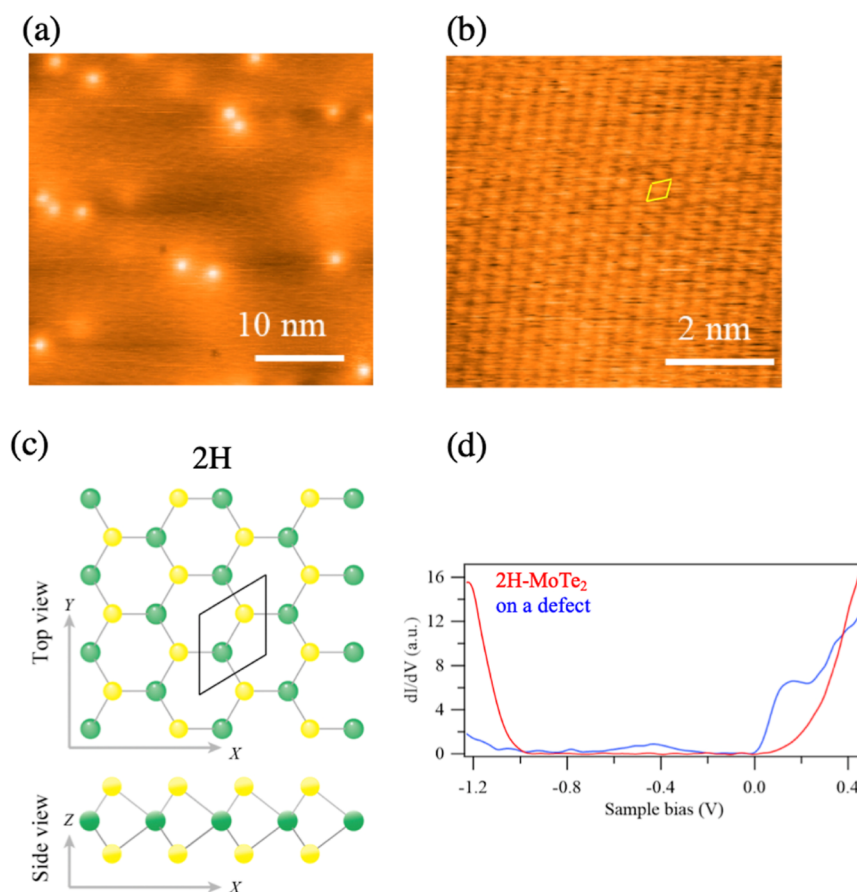 (a)
(b)
10 nm
2 nm
(c)
2H
(d)
Top view
Y
X
Side view
Z
X
2H-MoTe₂
on a defect
dI/dV (a.u.)
16
12
8
4
0
-1.2
-0.8
-0.4
0.0
0.4
Sample bias (V)